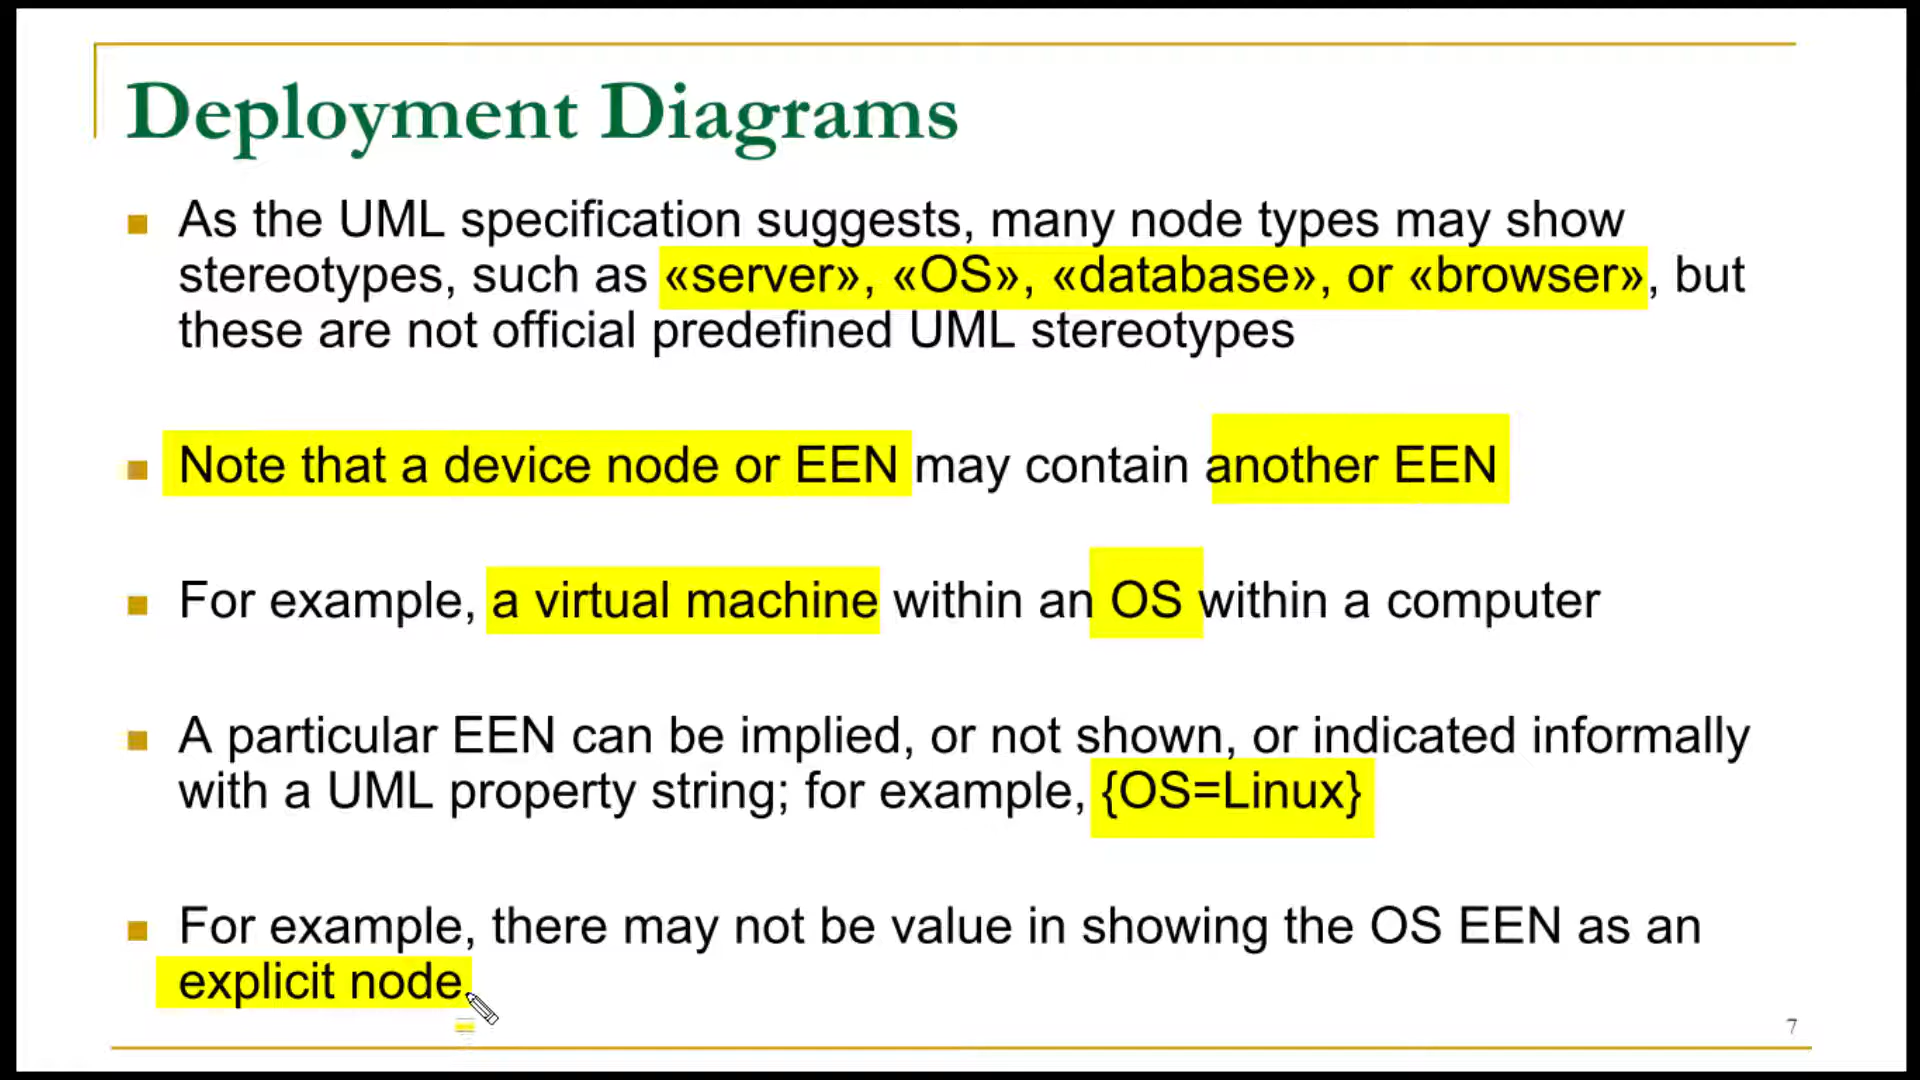 Deployment Diagrams
As the UML specification suggests, many node types may show
stereotypes, such as «server», «OS», «database», or «browser», but
these are not official predefined UML stereotypes
Note that a device node or EEN may contain another EEN
For example, a virtual machine within an OS within a computer
A particular EEN can be implied, or not shown, or indicated informally
with a UML property string; for example, {OS=Linux}
For example, there may not be value in showing the OS EEN as an
explicit node
7